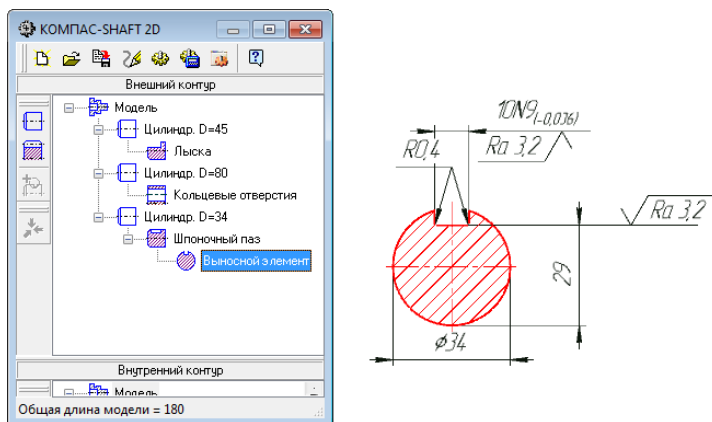 КОМПАС-SHAFT 2D
Внешний контур
Модель
Цилиндр. D=45
Лыска
Цилиндр. D=80
Кольцевые отверстия
Цилиндр. D=34
Шпоночный паз
Выносной элемент
Внутренний контур
Модель
Общая длина модели = 180
10N9(-0,036)
R0,4
Ra 3,2
Ra 3,2
29
ϕ34